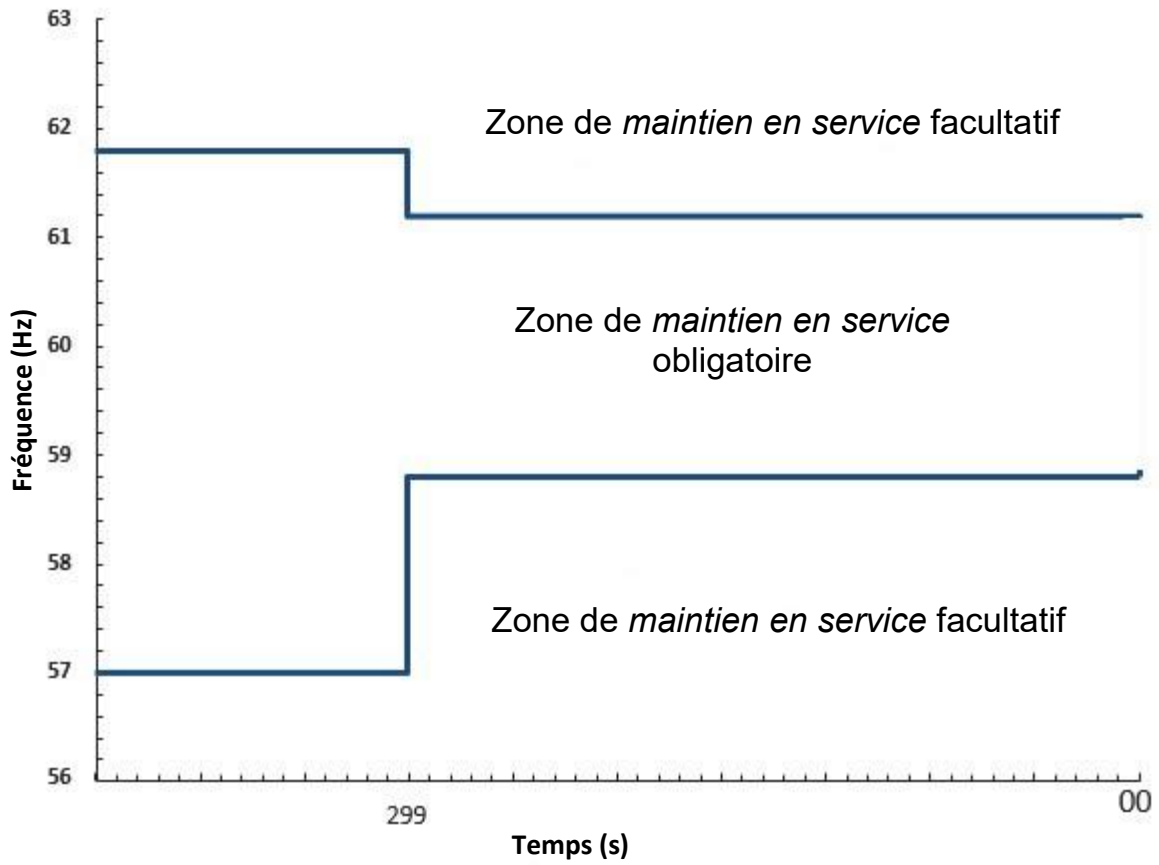 63
Zone de maintien en service facultatif
62
61
Zone de maintien en service
obligatoire
Fréquence (Hz)
60
59
58
Zone de maintien en service facultatif
57
56
299
00
Temps (s)